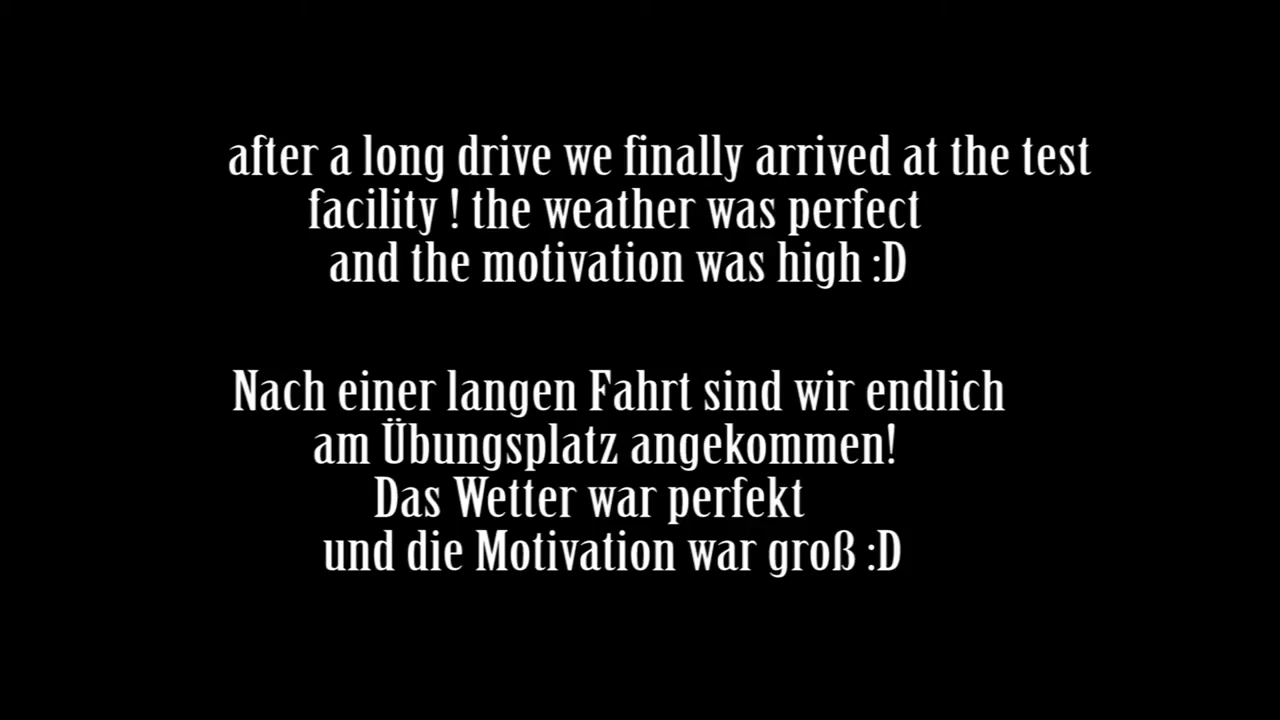 after a long drive we finally arrived at the test
facility ! the weather was perfect
and the motivation was high :D
Nach einer langen Fahrt sind wir endlich
am Übungsplatz angekommen!
Das Wetter war perfekt
und die Motivation war groß :D